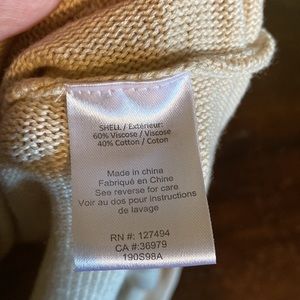 SHELL / Extérieur:
60% Viscose / Viscose
40% Cotton / Coton
Made in china
Fabriqué en Chine
See reverse for care
Voir au dos pour instructions
de lavage
RN #: 127494
CA #:36979
190S98A